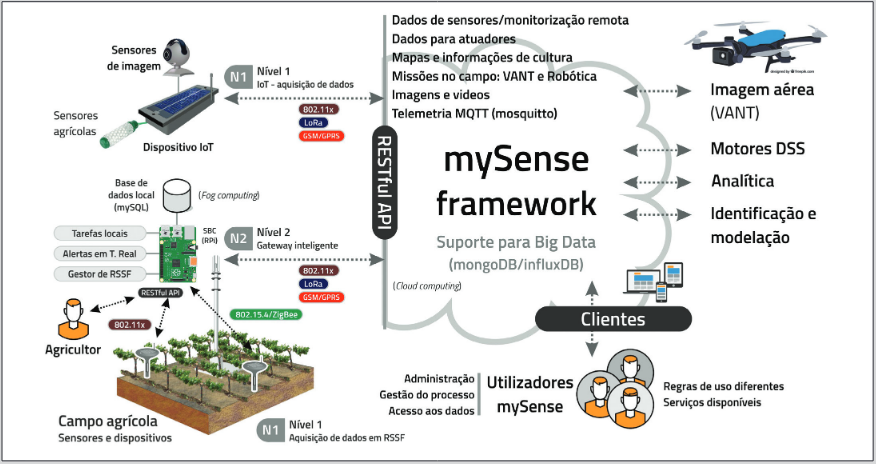 Sensores
de imagem
Sensores
agrícolas
Dispositivo IoT
N1
Nível 1
IoT - aquisição de dados
802.11x
LoRa
GSM/GPRS
Base de
dados local
(mySQL)
(Fog computing)
Tarefas locais
Alertas em T. Real
Gestor de RSSF
SBC
(RPi)
RESTful API
N2
Nível 2
Gateway inteligente
802.11x
LoRa
GSM/GPRS
802.15.4/ZigBee
802.11x
Agricultor
Campo agrícola
Sensores e dispositivos
N1
Nível 1
Aquisição de dados em RSSF
RESTful API
Dados de sensores/monitorização remota
Dados para atuadores
Mapas e informações de cultura
Missões no campo: VANT e Robótica
Imagens e videos
Telemetria MQTT (mosquitto)
mySense
framework
Suporte para Big Data
(mongoDB/influxDB)
(Cloud computing)
designed by freepik.com
Imagem aérea
(VANT)
Motores DSS
Analítica
Identificação e
modelação
Clientes
Administração
Gestão do processo
Acesso aos dados
Utilizadores
mySense
Regras de uso diferentes
Serviços disponíveis